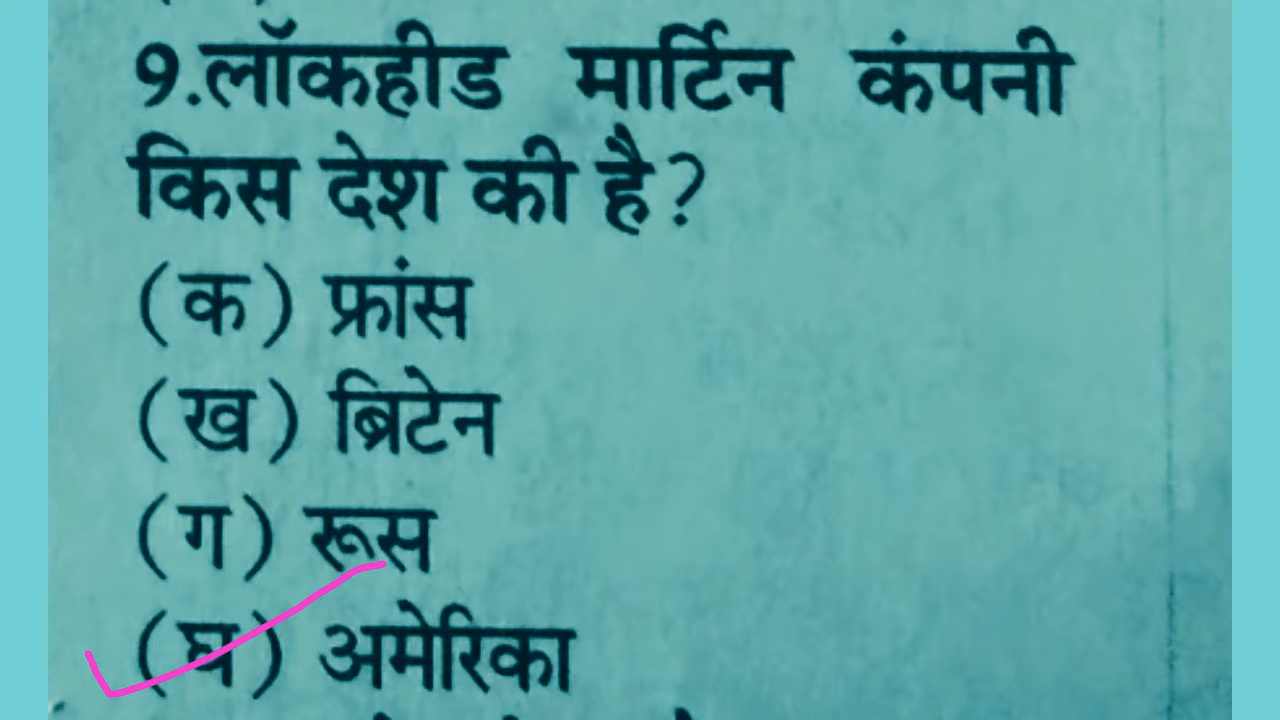 9.लॉकहीड मार्टिन कंपनी
किस देश की है?
(क) फ्रांस
(ख) ब्रिटेन
(ग) रूस
(घ) अमेरिका